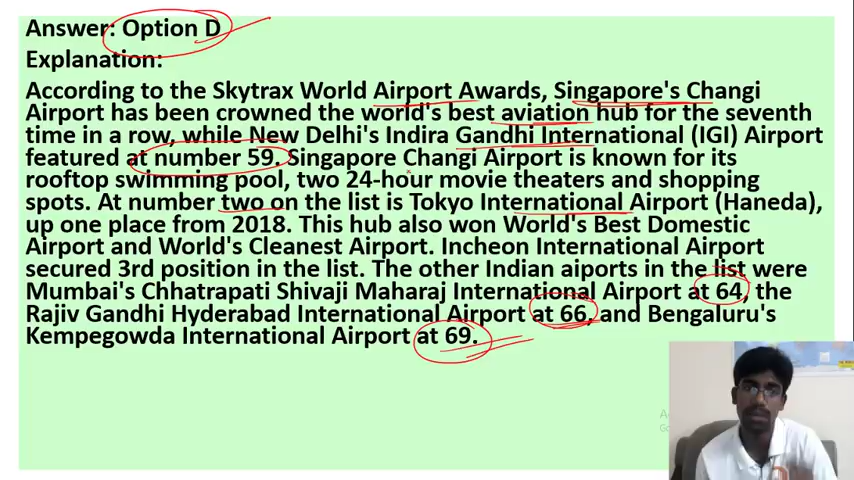 Answer: Option D
Explanation:
According to the Skytrax World Airport Awards, Singapore's Changi
Airport has been crowned the world's best aviation hub for the seventh
time in a row, while New Delhi's Indira Gandhi International (IGI) Airport
featured at number 59. Singapore Changi Airport is known for its
rooftop swimming pool, two 24-hour movie theaters and shopping
spots. At number two on the list is Tokyo International Airport (Haneda),
up one place from 2018. This hub also won World's Best Domestic
Airport and World's Cleanest Airport. Incheon International Airport
secured 3rd position in the list. The other Indian aiports in the list were
Mumbai's Chhatrapati Shivaji Maharaj International Airport at 64, the
Rajiv Gandhi Hyderabad International Airport at 66, and Bengaluru's
Kempegowda International Airport at 69.